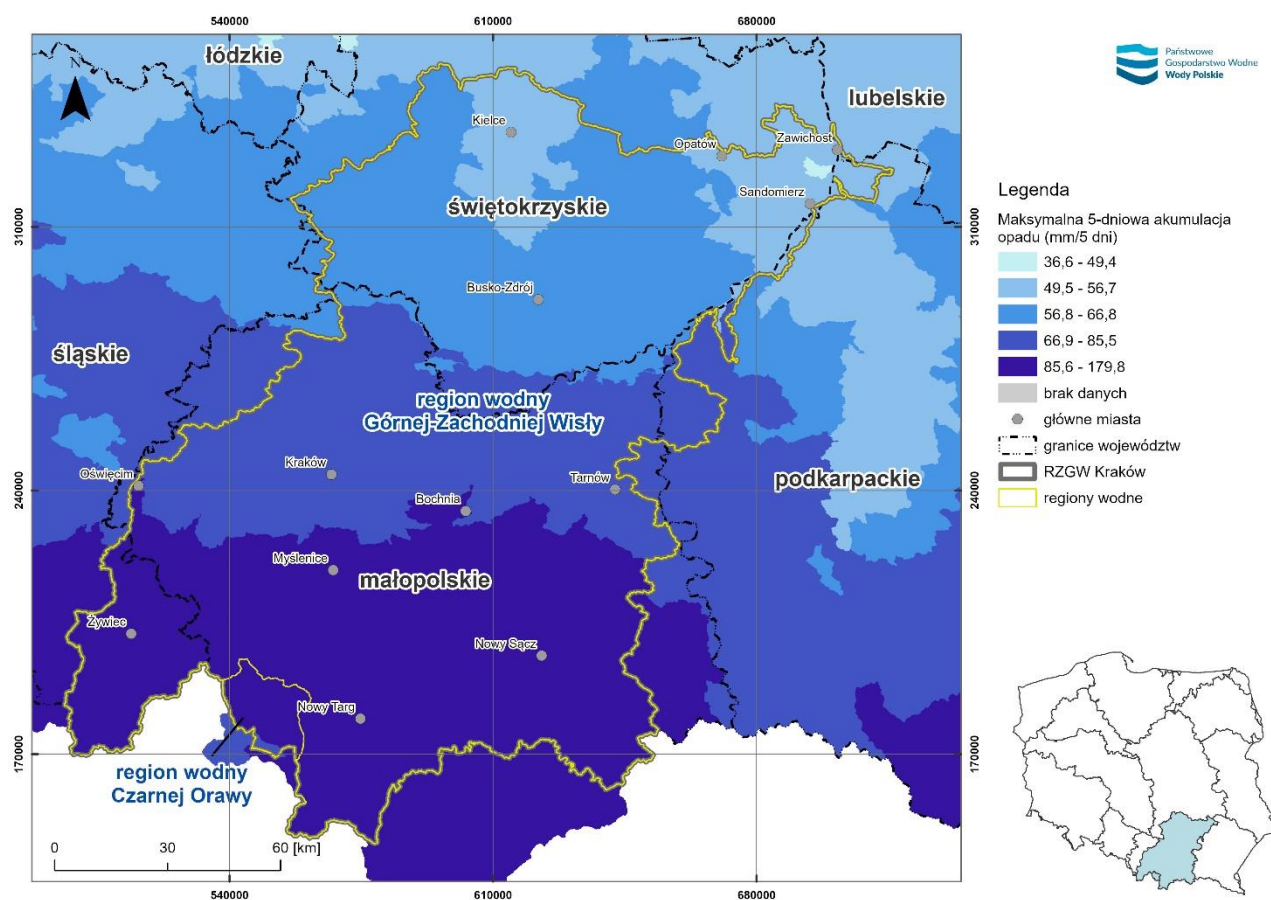 540000
610000
680000
łódzkie
N
lubelskie
Kielce
Opatów
Zawichost
Sandomierz
świętokrzyskie
310000
310000
Busko-Zdrój
śląskie
region wodny
Górnej-Zachodniej Wisły
Oświęcim
Kraków
Tarnów
podkarpackie
240000
240000
Bochnia
Myślenice
małopolskie
Żywiec
Nowy Sącz
Nowy Targ
170000
170000
region wodny
Czarnej Orawy
0
30
60 [km]
540000
610000
680000
Państwowe
Gospodarstwo Wodne
Wody Polskie
Legenda
Maksymalna 5-dniowa akumulacja
opadu (mm/5 dni)
36,6 - 49,4
49,5 - 56,7
56,8 - 66,8
66,9 - 85,5
85,6 - 179,8
brak danych
główne miasta
granice województw
RZGW Kraków
regiony wodne